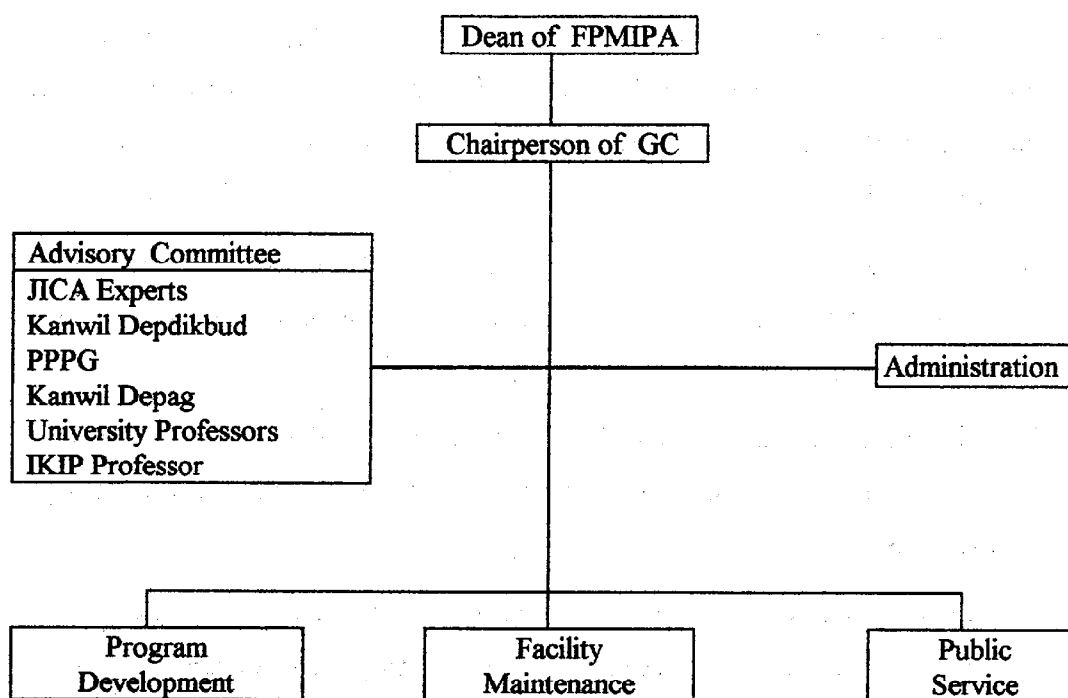 Dean of FPMIPA
Chairperson of GC
Advisory Committee
JICA Experts
Kanwil Depdikbud
PPPG
Kanwil Depag
University Professors
IKIP Professor
Administration
Program
Development
Facility
Maintenance
Public
Service